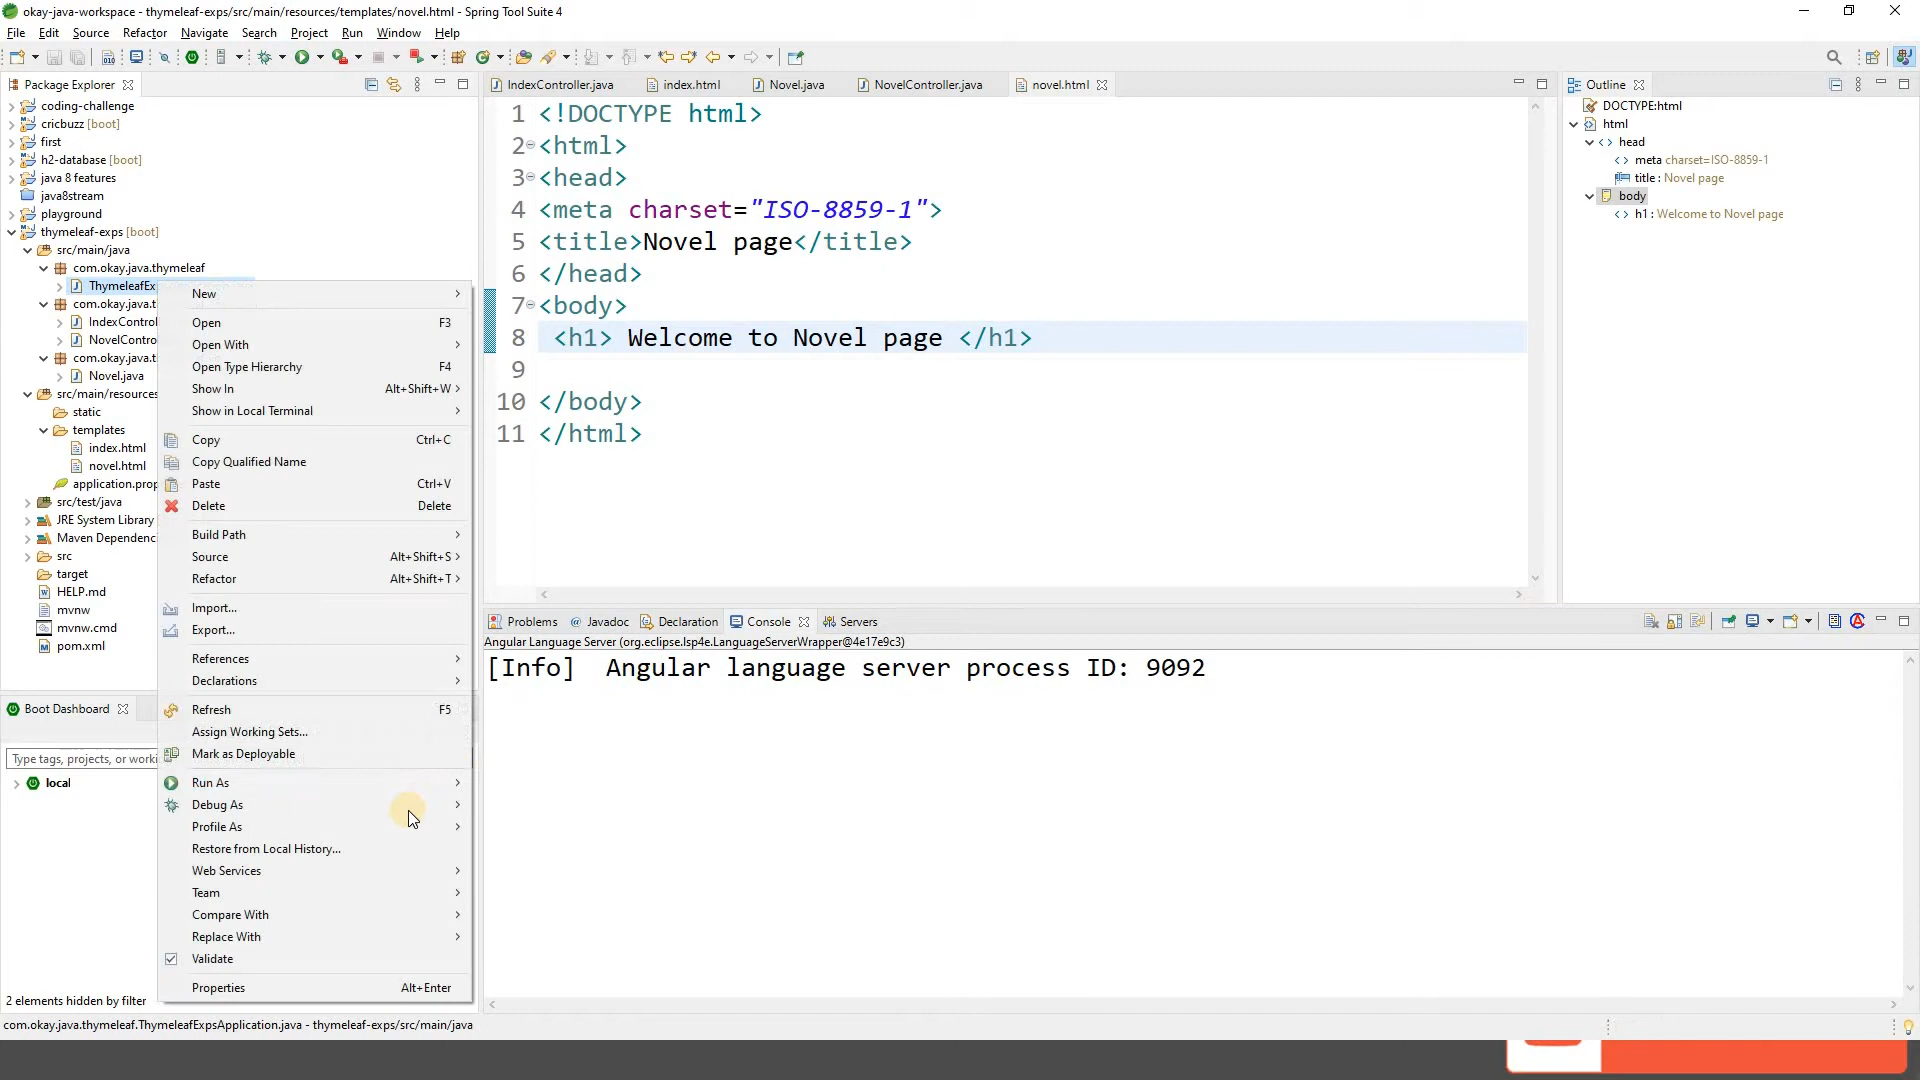 okay-java-workspace - thymeleaf-exps/src/main/resources/templates/novel.html - Spring Tool Suite 4
File Edit Source Refactor Navigate Search Project Run Window Help
Package Explorer
coding-challenge
cricbuzz [boot]
first
h2-database [boot]
java 8 features
java8stream
playground
thymeleaf-exps [boot]
src/main/java
com.okay.java.thymeleaf
ThymeleafEx
com.okay.java.t
IndexControl
NovelContro
com.okay.java.t
Novel.java
src/main/resources
static
templates
index.html
novel.html
application.prop
src/test/java
JRE System Library
Maven Dependenci
src
target
HELP.md
mvnw
mvnw.cmd
pom.xml
Boot Dashboard
Type tags, projects, or worki
local
2 elements hidden by filter
New
Open F3
Open With
Open Type Hierarchy F4
Show In Alt+Shift+W
Show in Local Terminal
Copy Ctrl+C
Copy Qualified Name
Paste Ctrl+V
Delete Delete
Build Path
Source Alt+Shift+S
Refactor Alt+Shift+T
Import...
Export...
References
Declarations
Refresh F5
Assign Working Sets...
Mark as Deployable
Run As
Debug As
Profile As
Restore from Local History...
Web Services
Team
Compare With
Replace With
Validate
Properties Alt+Enter
IndexController.java index.html Novel.java NovelController.java novel.html
1 <!DOCTYPE html>
2 <html>
3 <head>
4 <meta charset="ISO-8859-1">
5 <title>Novel page</title>
6 </head>
7 <body>
8 <h1> Welcome to Novel page </h1>
9
10 </body>
11 </html>
Outline
DOCTYPE:html
html
head
meta charset=ISO-8859-1
title : Novel page
body
h1 : Welcome to Novel page
Problems Javadoc Declaration Console Servers
Angular Language Server (org.eclipse.lsp4e.LanguageServerWrapper@4e17e9c3)
[Info]  Angular language server process ID: 9092
com.okay.java.thymeleaf.ThymeleafExpsApplication.java - thymeleaf-exps/src/main/java